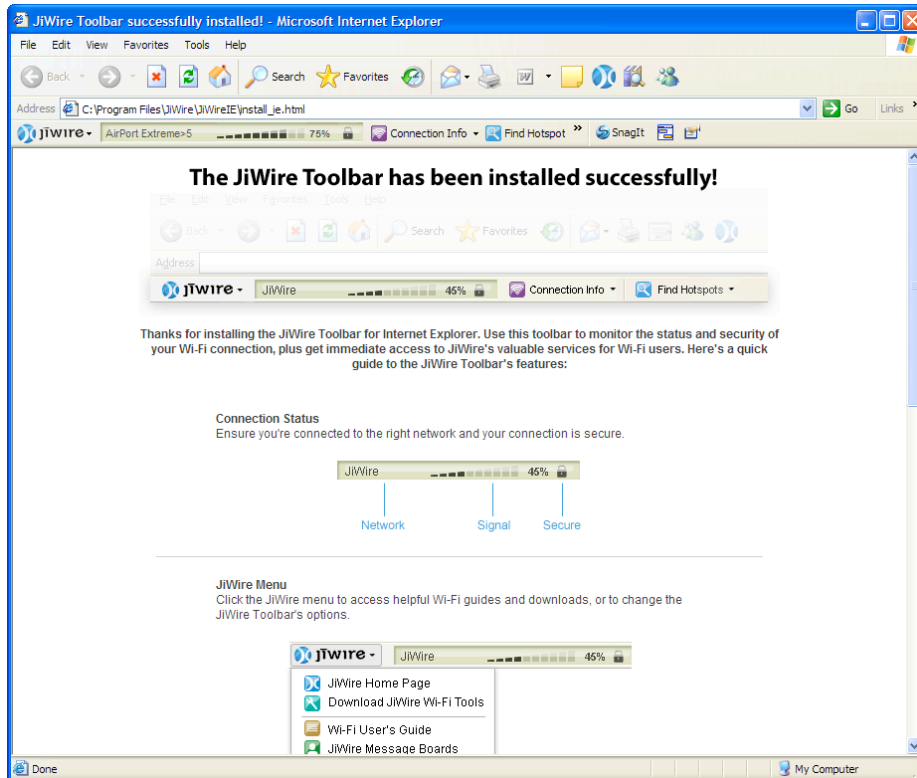 JiWire Toolbar successfully installed! - Microsoft Internet Explorer
File Edit View Favorites Tools Help
Back Search Favorites
Address C:\Program Files\JiWire\JiWireIE\install_ie.html Go Links
JiWIRE AirPort Extreme>5 75% Connection Info Find Hotspot SnagIt
The JiWire Toolbar has been installed successfully!
File Edit View Favorites Tools Help
Back Search Favorites
Address
JiWIRE JiWire 45% Connection Info Find Hotspots
Thanks for installing the JiWire Toolbar for Internet Explorer. Use this toolbar to monitor the status and security of
your Wi-Fi connection, plus get immediate access to JiWire's valuable services for Wi-Fi users. Here's a quick
guide to the JiWire Toolbar's features:
Connection Status
Ensure you're connected to the right network and your connection is secure.
JiWire 45%
Network Signal Secure
JiWire Menu
Click the JiWire menu to access helpful Wi-Fi guides and downloads, or to change the
JiWire Toolbar's options.
JiWIRE JiWire 45%
JiWire Home Page
Download JiWire Wi-Fi Tools
Wi-Fi User's Guide
JiWire Message Boards
Done My Computer